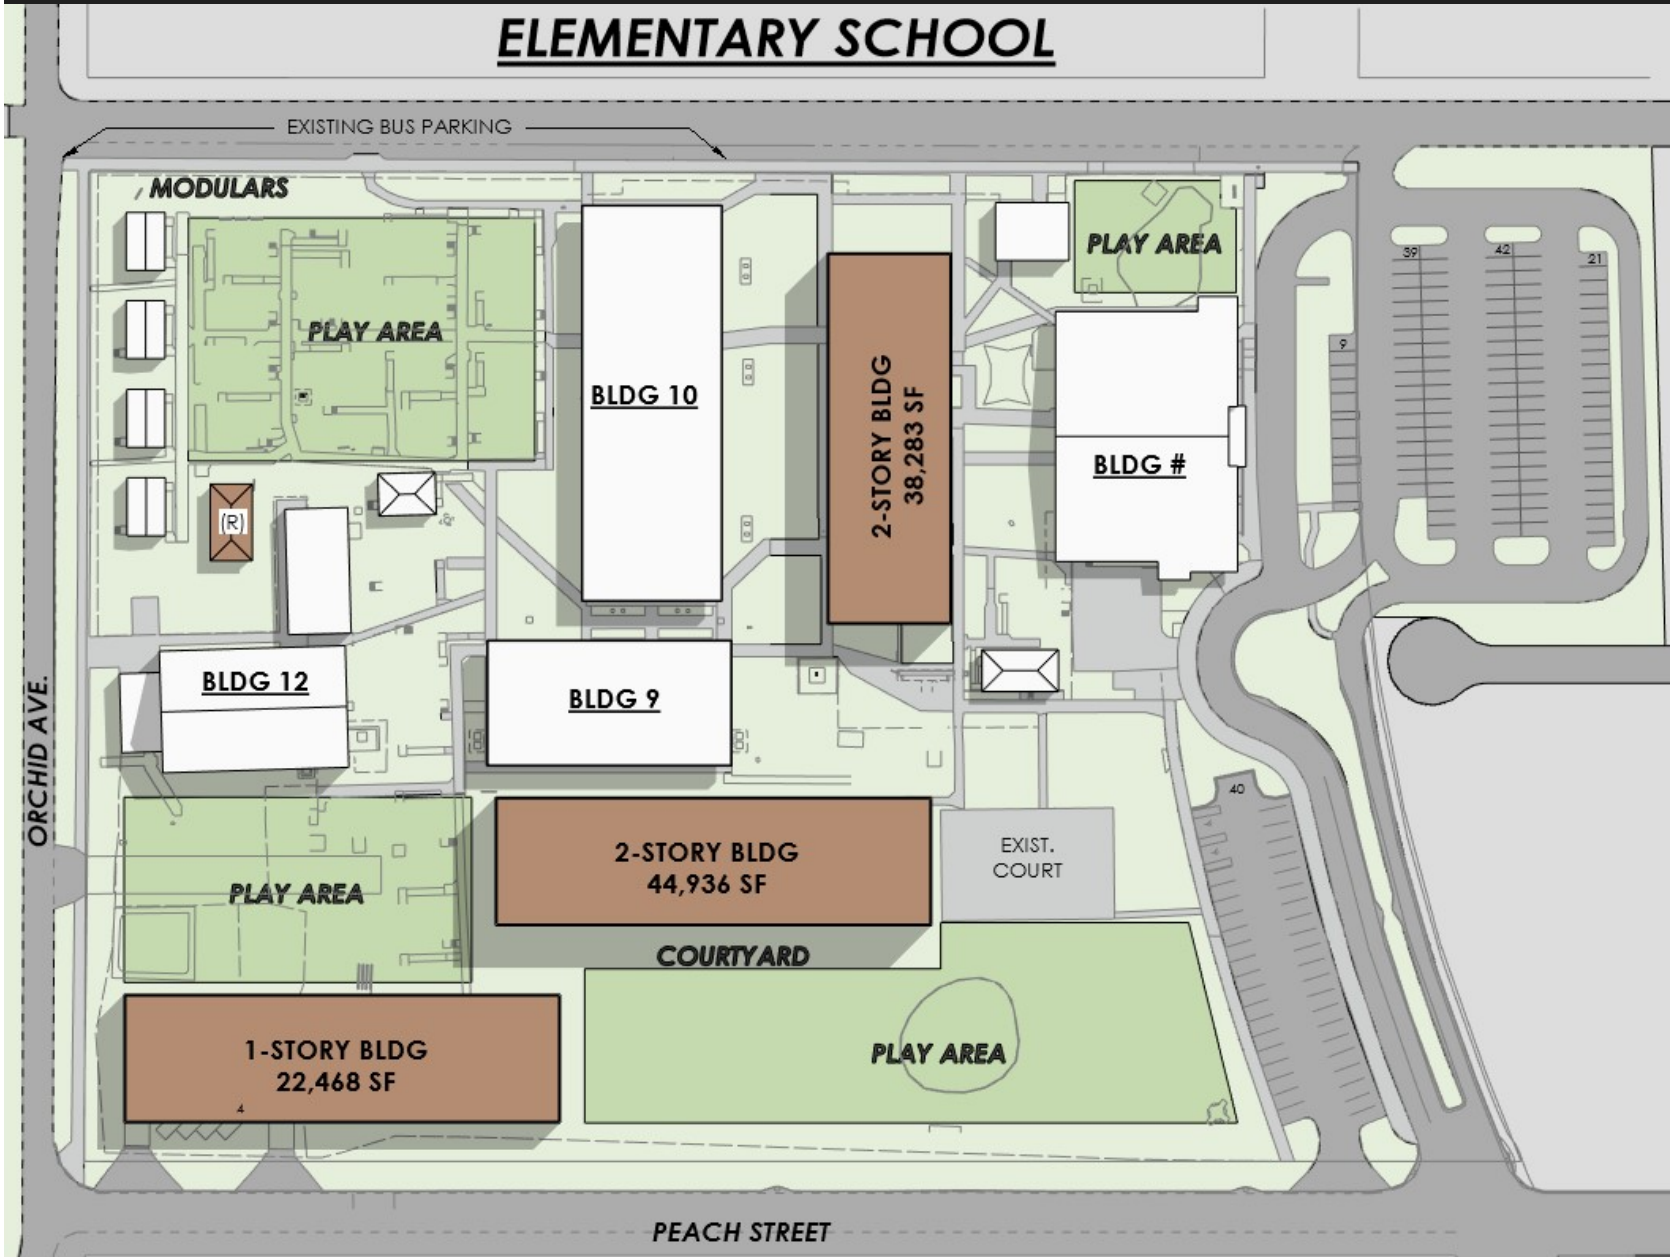 ELEMENTARY SCHOOL
EXISTING BUS PARKING
MODULARS
PLAY AREA
39
42
21
9
PLAY AREA
BLDG 10
2-STORY BLDG
38,283 SF
BLDG #
(R)
BLDG 12
BLDG 9
ORCHID AVE.
40
2-STORY BLDG
44,936 SF
EXIST.
COURT
PLAY AREA
COURTYARD
1-STORY BLDG
22,468 SF
4
PLAY AREA
PEACH STREET